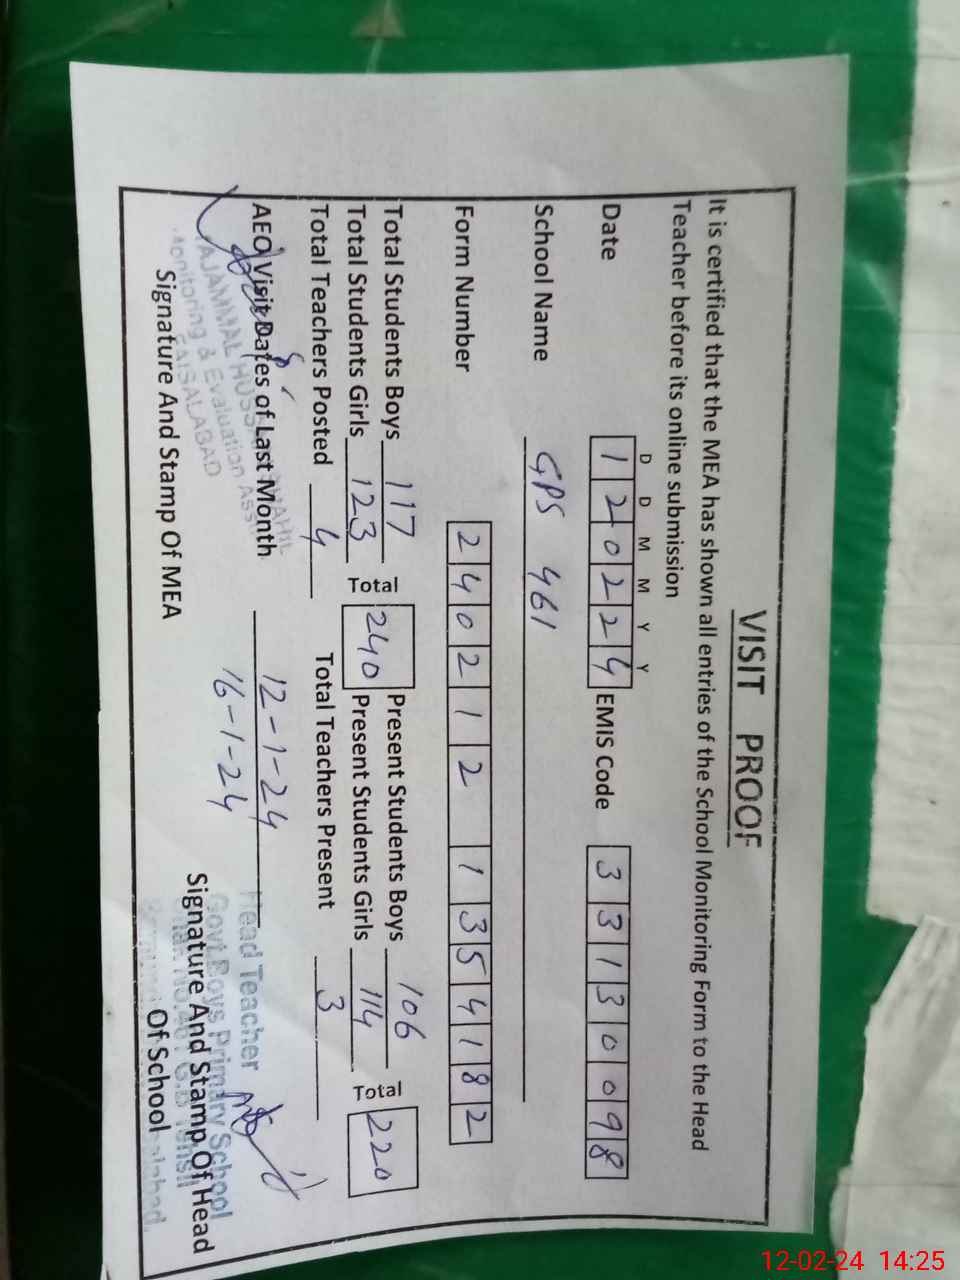 VISIT PROOF
It is certified that the MEA has shown all entries of the School Monitoring Form to the Head
Teacher before its online submission
D D M M Y Y
Date 1 2 0 2 2 4 EMIS Code 3 3 1 3 0 0 9 8
School Name GPS 461
Form Number 2 4 0 2 1 2 1 3 5 4 1 8 2
Total Students Boys 117 Total 240 Present Students Boys 106 Total 220
Total Students Girls 123 Present Students Girls 114
Total Teachers Posted 4 Total Teachers Present 3
AEO Visit Dates of Last Month 12-1-24
16-1-24
TAJAMMAL
Monitoring & Evaluation
FAISALABAD
Signature And Stamp Of MEA
Head Teacher
Govt Boys Primary School
Signature And Stamp Of Head
Of School
12-02-24 14:25